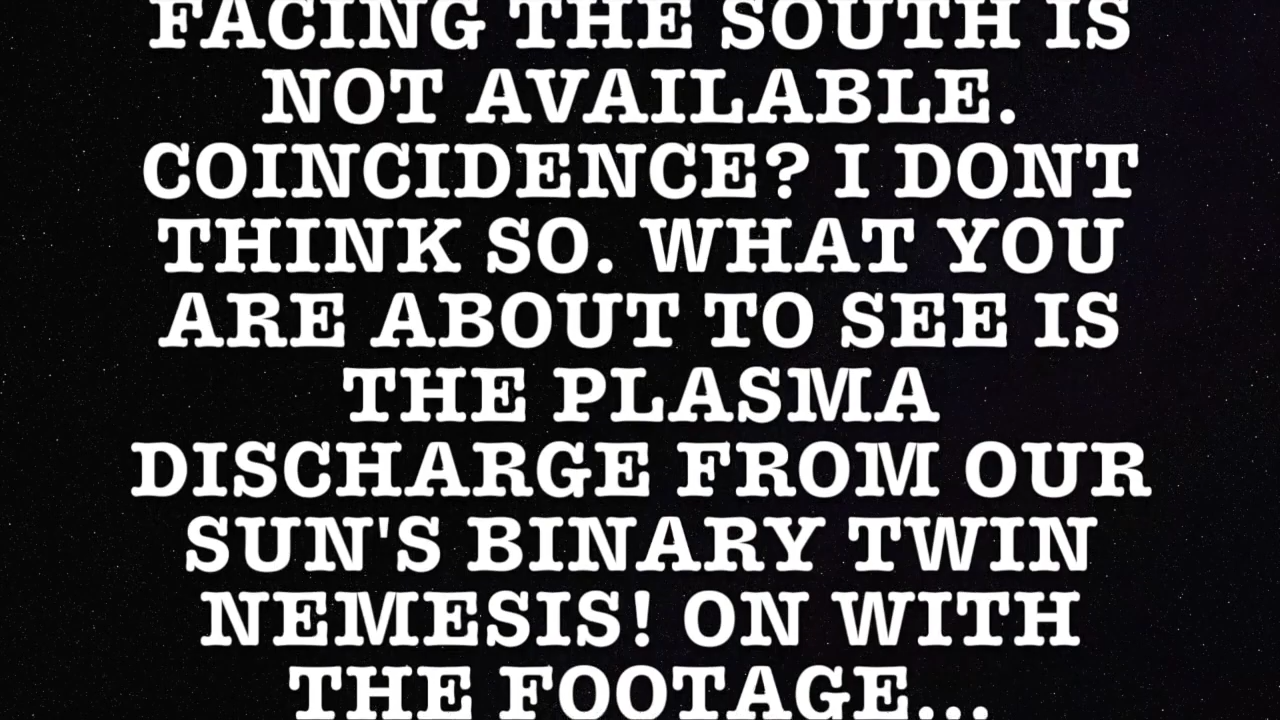 FACING THE SOUTH IS
NOT AVAILABLE.
COINCIDENCE? I DONT
THINK SO. WHAT YOU
ARE ABOUT TO SEE IS
THE PLASMA
DISCHARGE FROM OUR
SUN'S BINARY TWIN
NEMESIS! ON WITH
THE FOOTAGE...